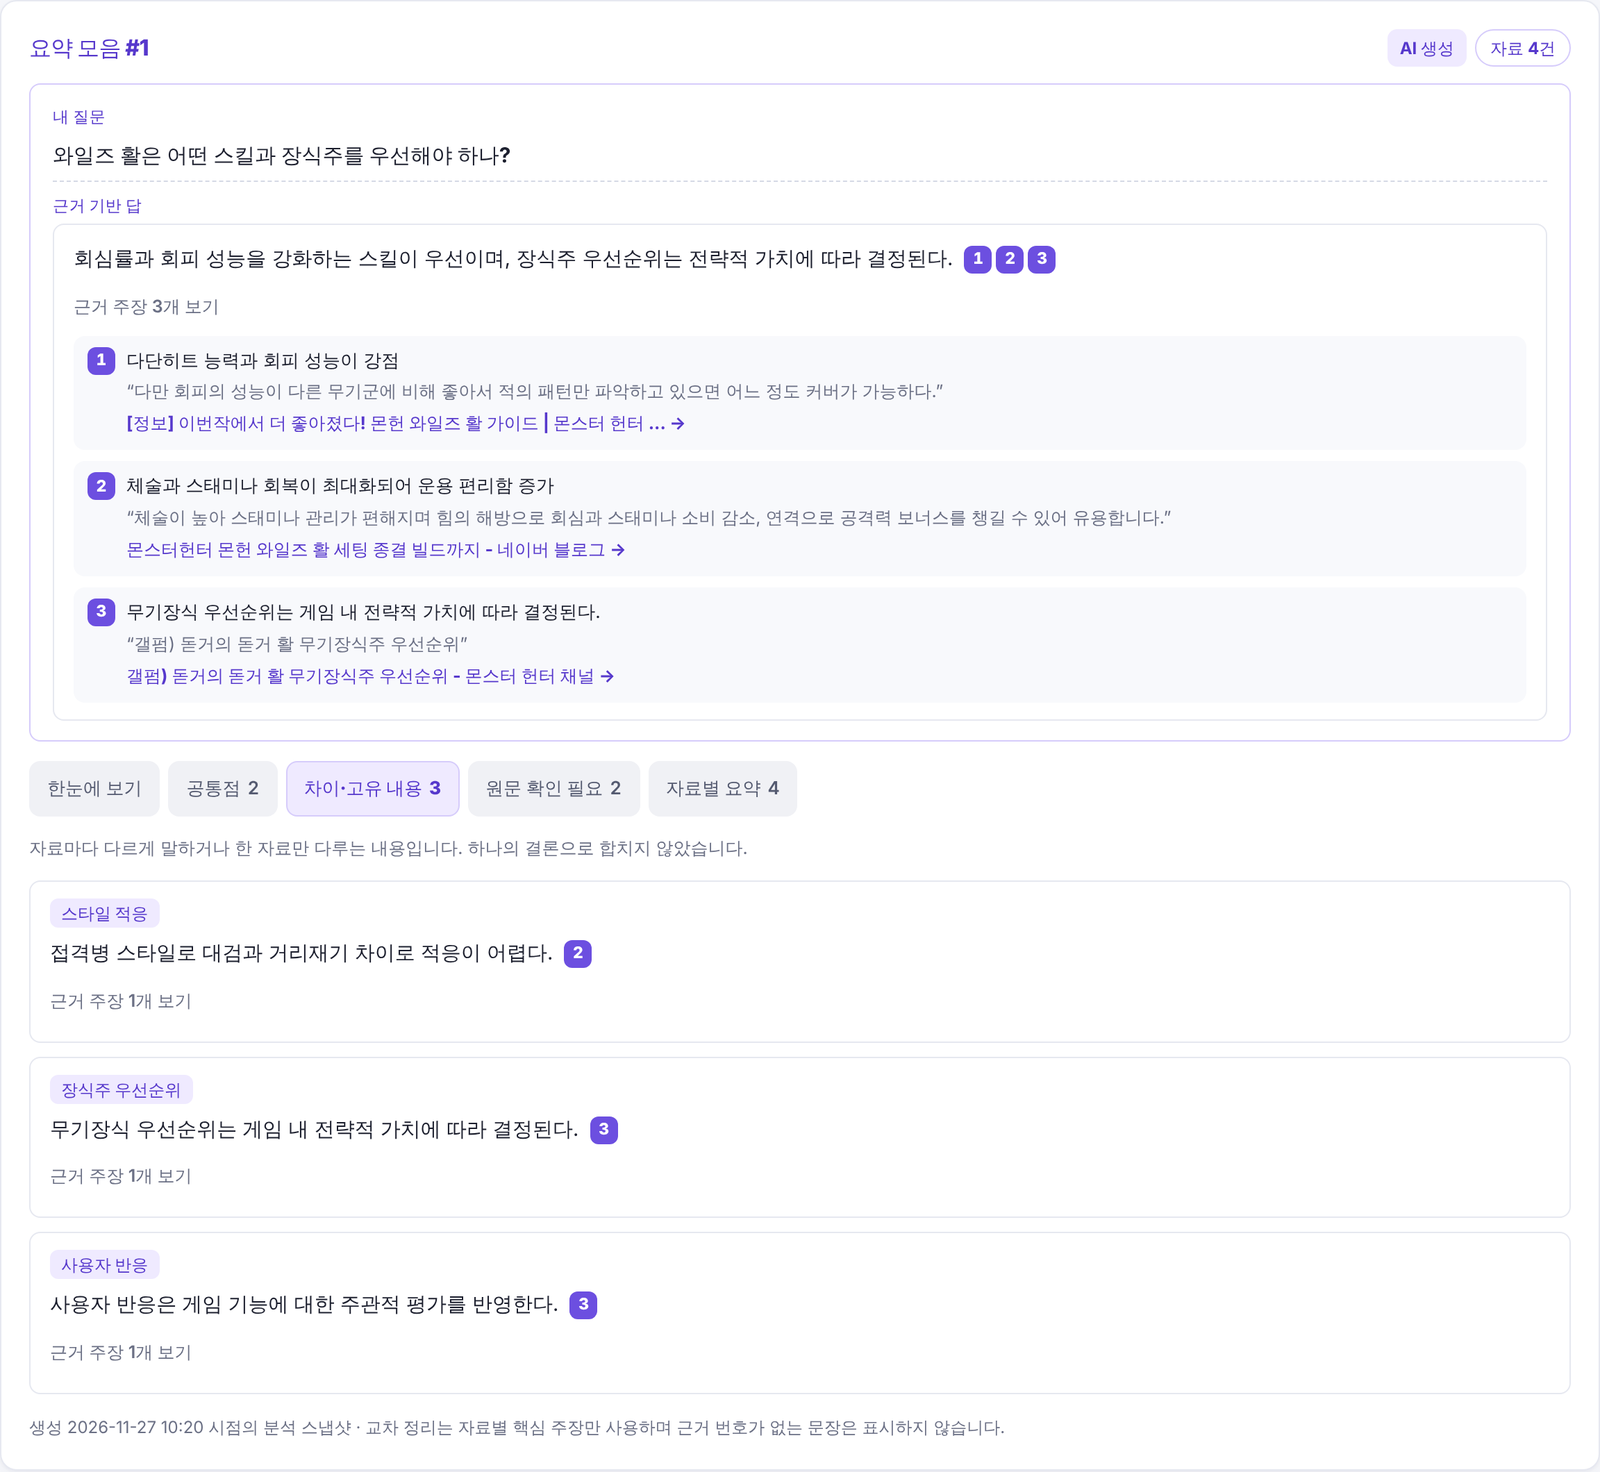 요약 모음 #1
AI 생성
자료 4건
내 질문
와일즈 활은 어떤 스킬과 장식주를 우선해야 하나?
근거 기반 답
회심률과 회피 성능을 강화하는 스킬이 우선이며, 장식주 우선순위는 전략적 가치에 따라 결정된다. 1 2 3
근거 주장 3개 보기
1 다단히트 능력과 회피 성능이 강점
“다만 회피의 성능이 다른 무기군에 비해 좋아서 적의 패턴만 파악하고 있으면 어느 정도 커버가 가능하다.”
[정보] 이번작에서 더 좋아졌다! 몬헌 와일즈 활 가이드 | 몬스터 헌터 ... →
2 체술과 스태미나 회복이 최대화되어 운용 편리함 증가
“체술이 높아 스태미나 관리가 편해지며 힘의 해방으로 회심과 스태미나 소비 감소, 연격으로 공격력 보너스를 챙길 수 있어 유용합니다.”
몬스터헌터 몬헌 와일즈 활 세팅 종결 빌드까지 - 네이버 블로그 →
3 무기장식 우선순위는 게임 내 전략적 가치에 따라 결정된다.
“갤펌) 돋거의 돋거 활 무기장식주 우선순위”
갤펌) 돋거의 돋거 활 무기장식주 우선순위 - 몬스터 헌터 채널 →
한눈에 보기
공통점 2
차이·고유 내용 3
원문 확인 필요 2
자료별 요약 4
자료마다 다르게 말하거나 한 자료만 다루는 내용입니다. 하나의 결론으로 합치지 않았습니다.
스타일 적응
접격병 스타일로 대검과 거리재기 차이로 적응이 어렵다. 2
근거 주장 1개 보기
장식주 우선순위
무기장식 우선순위는 게임 내 전략적 가치에 따라 결정된다. 3
근거 주장 1개 보기
사용자 반응
사용자 반응은 게임 기능에 대한 주관적 평가를 반영한다. 3
근거 주장 1개 보기
생성 2026-11-27 10:20 시점의 분석 스냅샷 · 교차 정리는 자료별 핵심 주장만 사용하며 근거 번호가 없는 문장은 표시하지 않습니다.